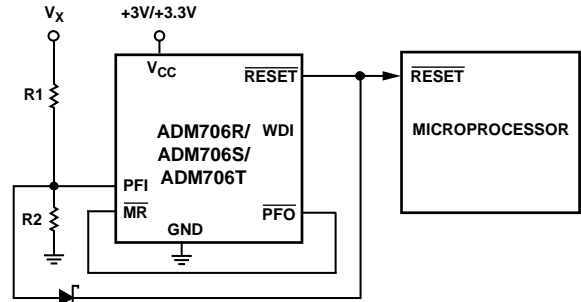 VX
+3V/+3.3V
VCC
RESET
RESET
R1
MICROPROCESSOR
ADM706R/
ADM706S/
ADM706T
WDI
PFI
R2
MR
PFO
GND